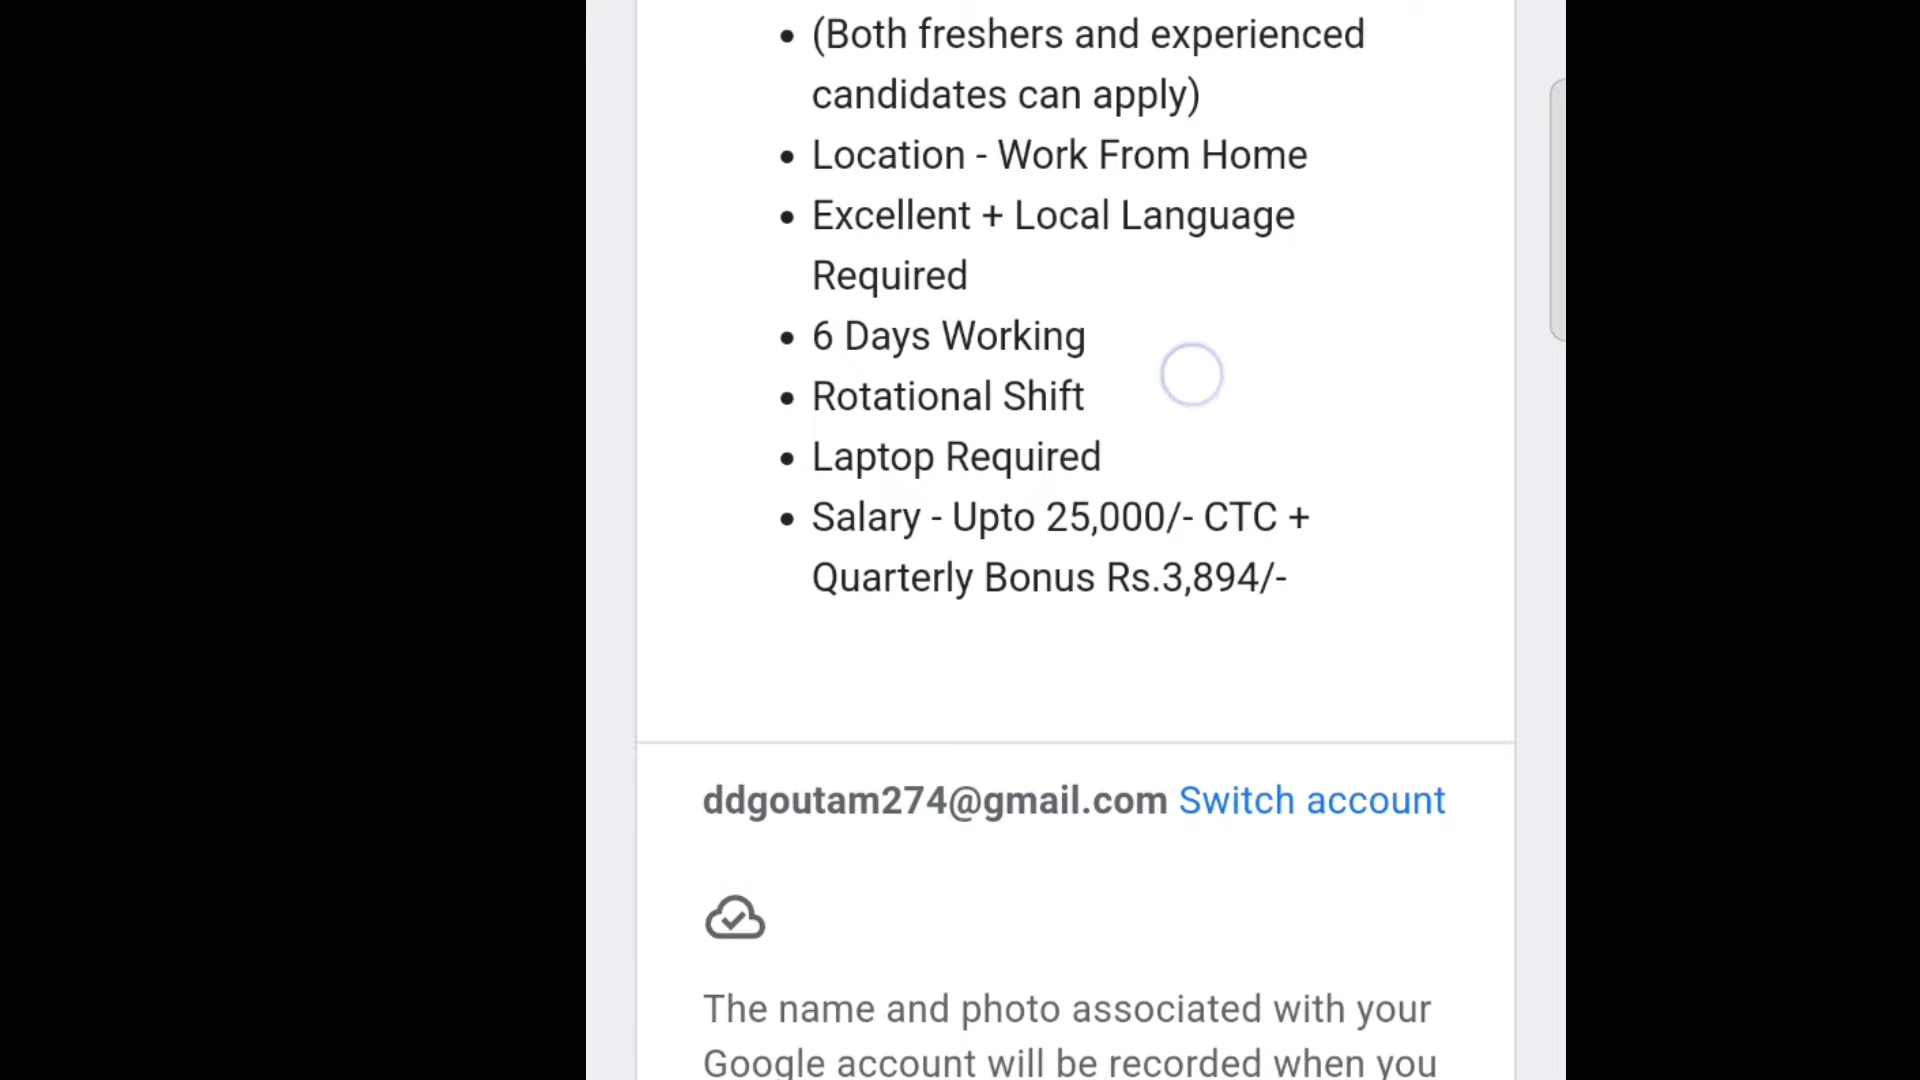 (Both freshers and experienced
candidates can apply)
Location - Work From Home
Excellent + Local Language
Required
6 Days Working
Rotational Shift
Laptop Required
Salary - Upto 25,000/- CTC +
Quarterly Bonus Rs.3,894/-
ddgoutam274@gmail.com Switch account
The name and photo associated with your
Google account will be recorded when you